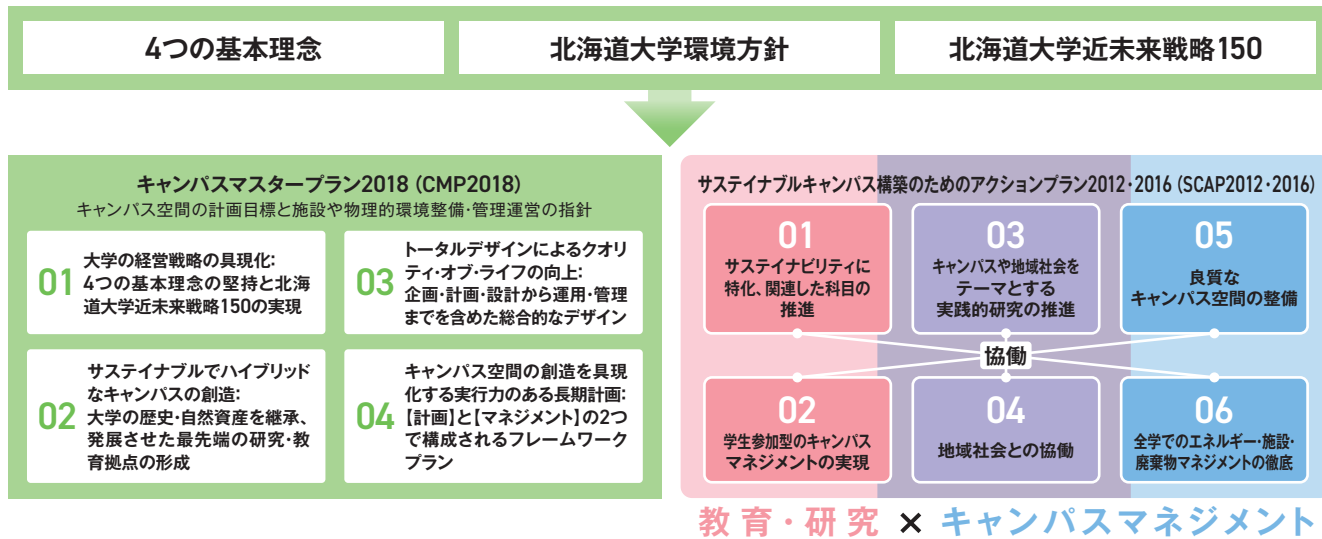 4つの基本理念
北海道大学環境方針
北海道大学近未来戦略150
キャンパスマスタープラン2018 (CMP2018)
キャンパス空間の計画目標と施設や物理的環境整備・管理運営の指針
01
大学の経営戦略の具現化:
4つの基本理念の堅持と北海
道大学近未来戦略150の実現
02
サステイナブルでハイブリッド
なキャンパスの創造:
大学の歴史・自然資産を継承、
発展させた最先端の研究・教
育拠点の形成
03
トータルデザインによるクオリ
ティ・オブ・ライフの向上:
企画・計画・設計から運用・管理
までを含めた総合的なデザイン
04
キャンパス空間の創造を具現
化する実行力のある長期計画:
【計画】と【マネジメント】の2つ
で構成されるフレームワーク
プラン
サステイナブルキャンパス構築のためのアクションプラン2012・2016 (SCAP2012・2016)
01
サステイナビリティに
特化、関連した科目の
推進
03
キャンパスや地域社会を
テーマとする
実践的研究の推進
05
良質な
キャンパス空間の整備
協働
02
学生参加型のキャンパス
マネジメントの実現
04
地域社会との協働
06
全学でのエネルギー・施設・
廃棄物マネジメントの徹底
教育・研究 × キャンパスマネジメント